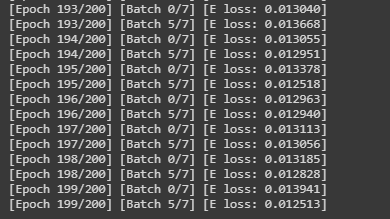 [Epoch 193/200] [Batch 0/7] [E loss: 0.013040]
[Epoch 193/200] [Batch 5/7] [E loss: 0.013668]
[Epoch 194/200] [Batch 0/7] [E loss: 0.013055]
[Epoch 194/200] [Batch 5/7] [E loss: 0.012951]
[Epoch 195/200] [Batch 0/7] [E loss: 0.013378]
[Epoch 195/200] [Batch 5/7] [E loss: 0.012518]
[Epoch 196/200] [Batch 0/7] [E loss: 0.012963]
[Epoch 196/200] [Batch 5/7] [E loss: 0.012940]
[Epoch 197/200] [Batch 0/7] [E loss: 0.013113]
[Epoch 197/200] [Batch 5/7] [E loss: 0.013056]
[Epoch 198/200] [Batch 0/7] [E loss: 0.013185]
[Epoch 198/200] [Batch 5/7] [E loss: 0.012828]
[Epoch 199/200] [Batch 0/7] [E loss: 0.013941]
[Epoch 199/200] [Batch 5/7] [E loss: 0.012513]